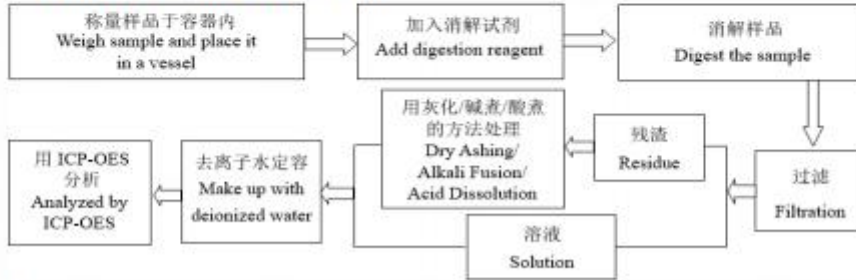 称量样品于容器内
Weigh sample and place it
in a vessel
加入消解试剂
Add digestion reagent
消解样品
Digest the sample
过滤
Filtration
残渣
Residue
用灰化/碱煮/酸煮
的方法处理
Dry Ashing/
Alkali Fusion/
Acid Dissolution
溶液
Solution
去离子水定容
Make up with
deionized water
用 ICP-OES
分析
Analyzed by
ICP-OES